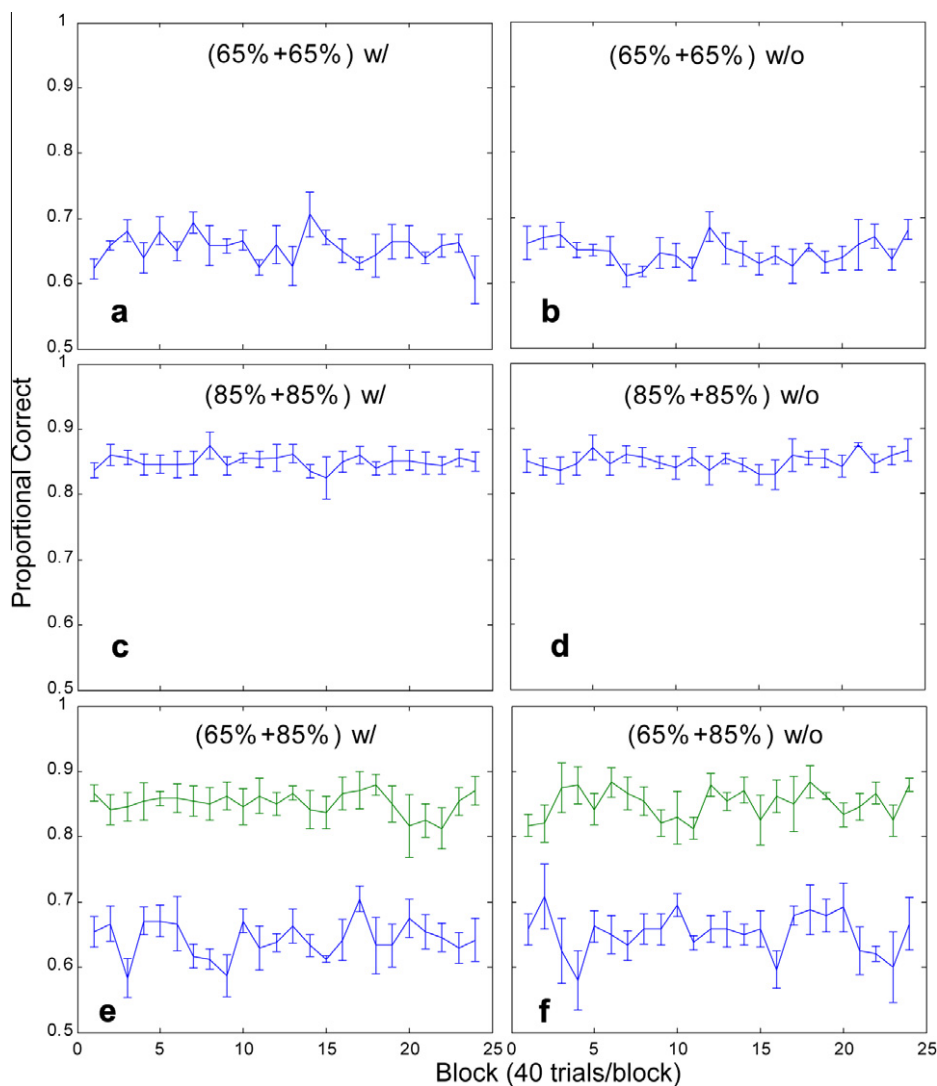 (65%+65%) w/
(65%+65%) w/o
1
0.9
0.8
0.7
0.6
0.5
a
b
(85%+85%) w/
(85%+85%) w/o
1
0.9
0.8
0.7
0.6
0.5
c
d
(65%+85%) w/
(65%+85%) w/o
1
0.9
0.8
0.7
0.6
0.5
e
f
0 5 10 15 20 25
0 5 10 15 20 25
Proportional Correct
Block (40 trials/block)